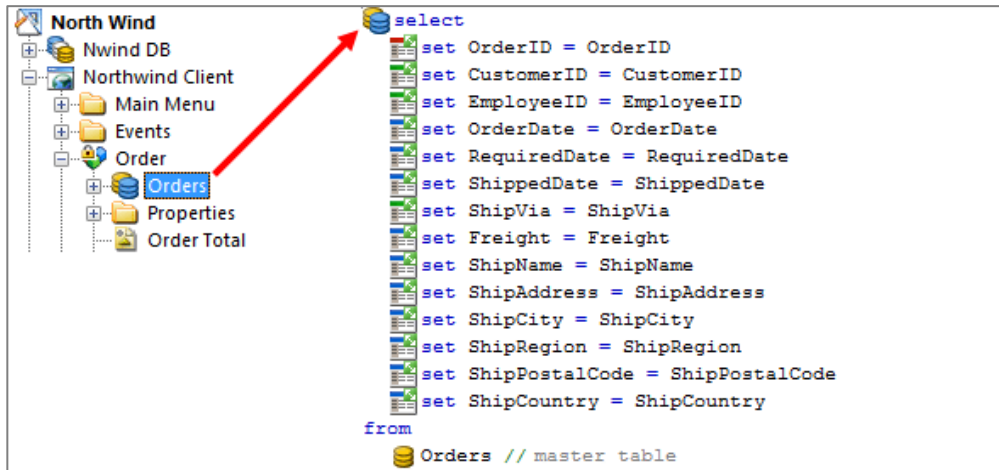 North Wind
Nwind DB
Northwind Client
Main Menu
Events
Order
Orders
Properties
Order Total
select
set OrderID = OrderID
set CustomerID = CustomerID
set EmployeeID = EmployeeID
set OrderDate = OrderDate
set RequiredDate = RequiredDate
set ShippedDate = ShippedDate
set ShipVia = ShipVia
set Freight = Freight
set ShipName = ShipName
set ShipAddress = ShipAddress
set ShipCity = ShipCity
set ShipRegion = ShipRegion
set ShipPostalCode = ShipPostalCode
set ShipCountry = ShipCountry
from
Orders // master table